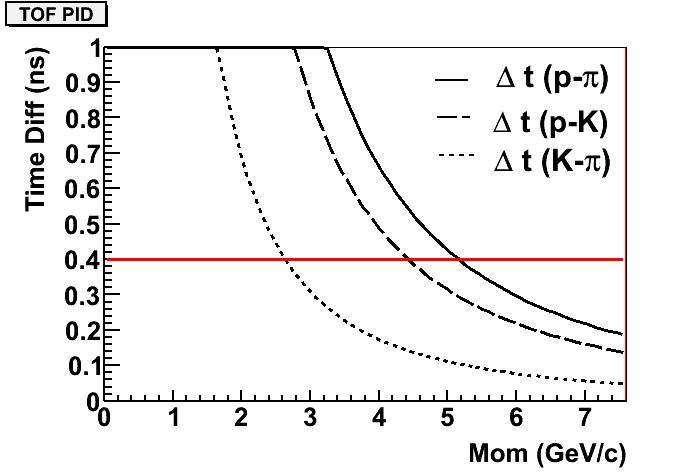 TOF PID
Time Diff (ns)
1
0.9
0.8
0.7
0.6
0.5
0.4
0.3
0.2
0.1
0
Δ t (p-π)
Δ t (p-K)
Δ t (K-π)
0 1 2 3 4 5 6 7
Mom (GeV/c)